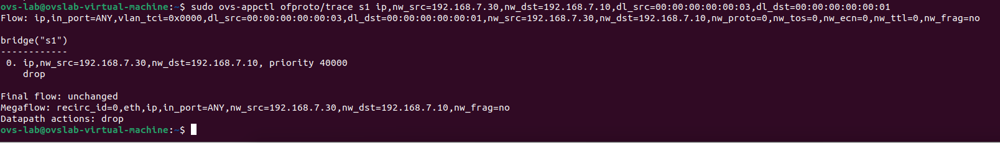 ovs-lab@ovslab-virtual-machine:~$ sudo ovs-appctl ofproto/trace s1 ip,nw_src=192.168.7.30,nw_dst=192.168.7.10,dl_src=00:00:00:00:00:03,dl_dst=00:00:00:00:00:01
Flow: ip,in_port=ANY,vlan_tci=0x0000,dl_src=00:00:00:00:00:03,dl_dst=00:00:00:00:00:01,nw_src=192.168.7.30,nw_dst=192.168.7.10,nw_proto=0,nw_tos=0,nw_ecn=0,nw_ttl=0,nw_frag=no
bridge("s1")
------------
0. ip,nw_src=192.168.7.30,nw_dst=192.168.7.10, priority 40000
drop
Final flow: unchanged
Megaflow: recirc_id=0,eth,ip,in_port=ANY,nw_src=192.168.7.30,nw_dst=192.168.7.10,nw_frag=no
Datapath actions: drop
ovs-lab@ovslab-virtual-machine:~$